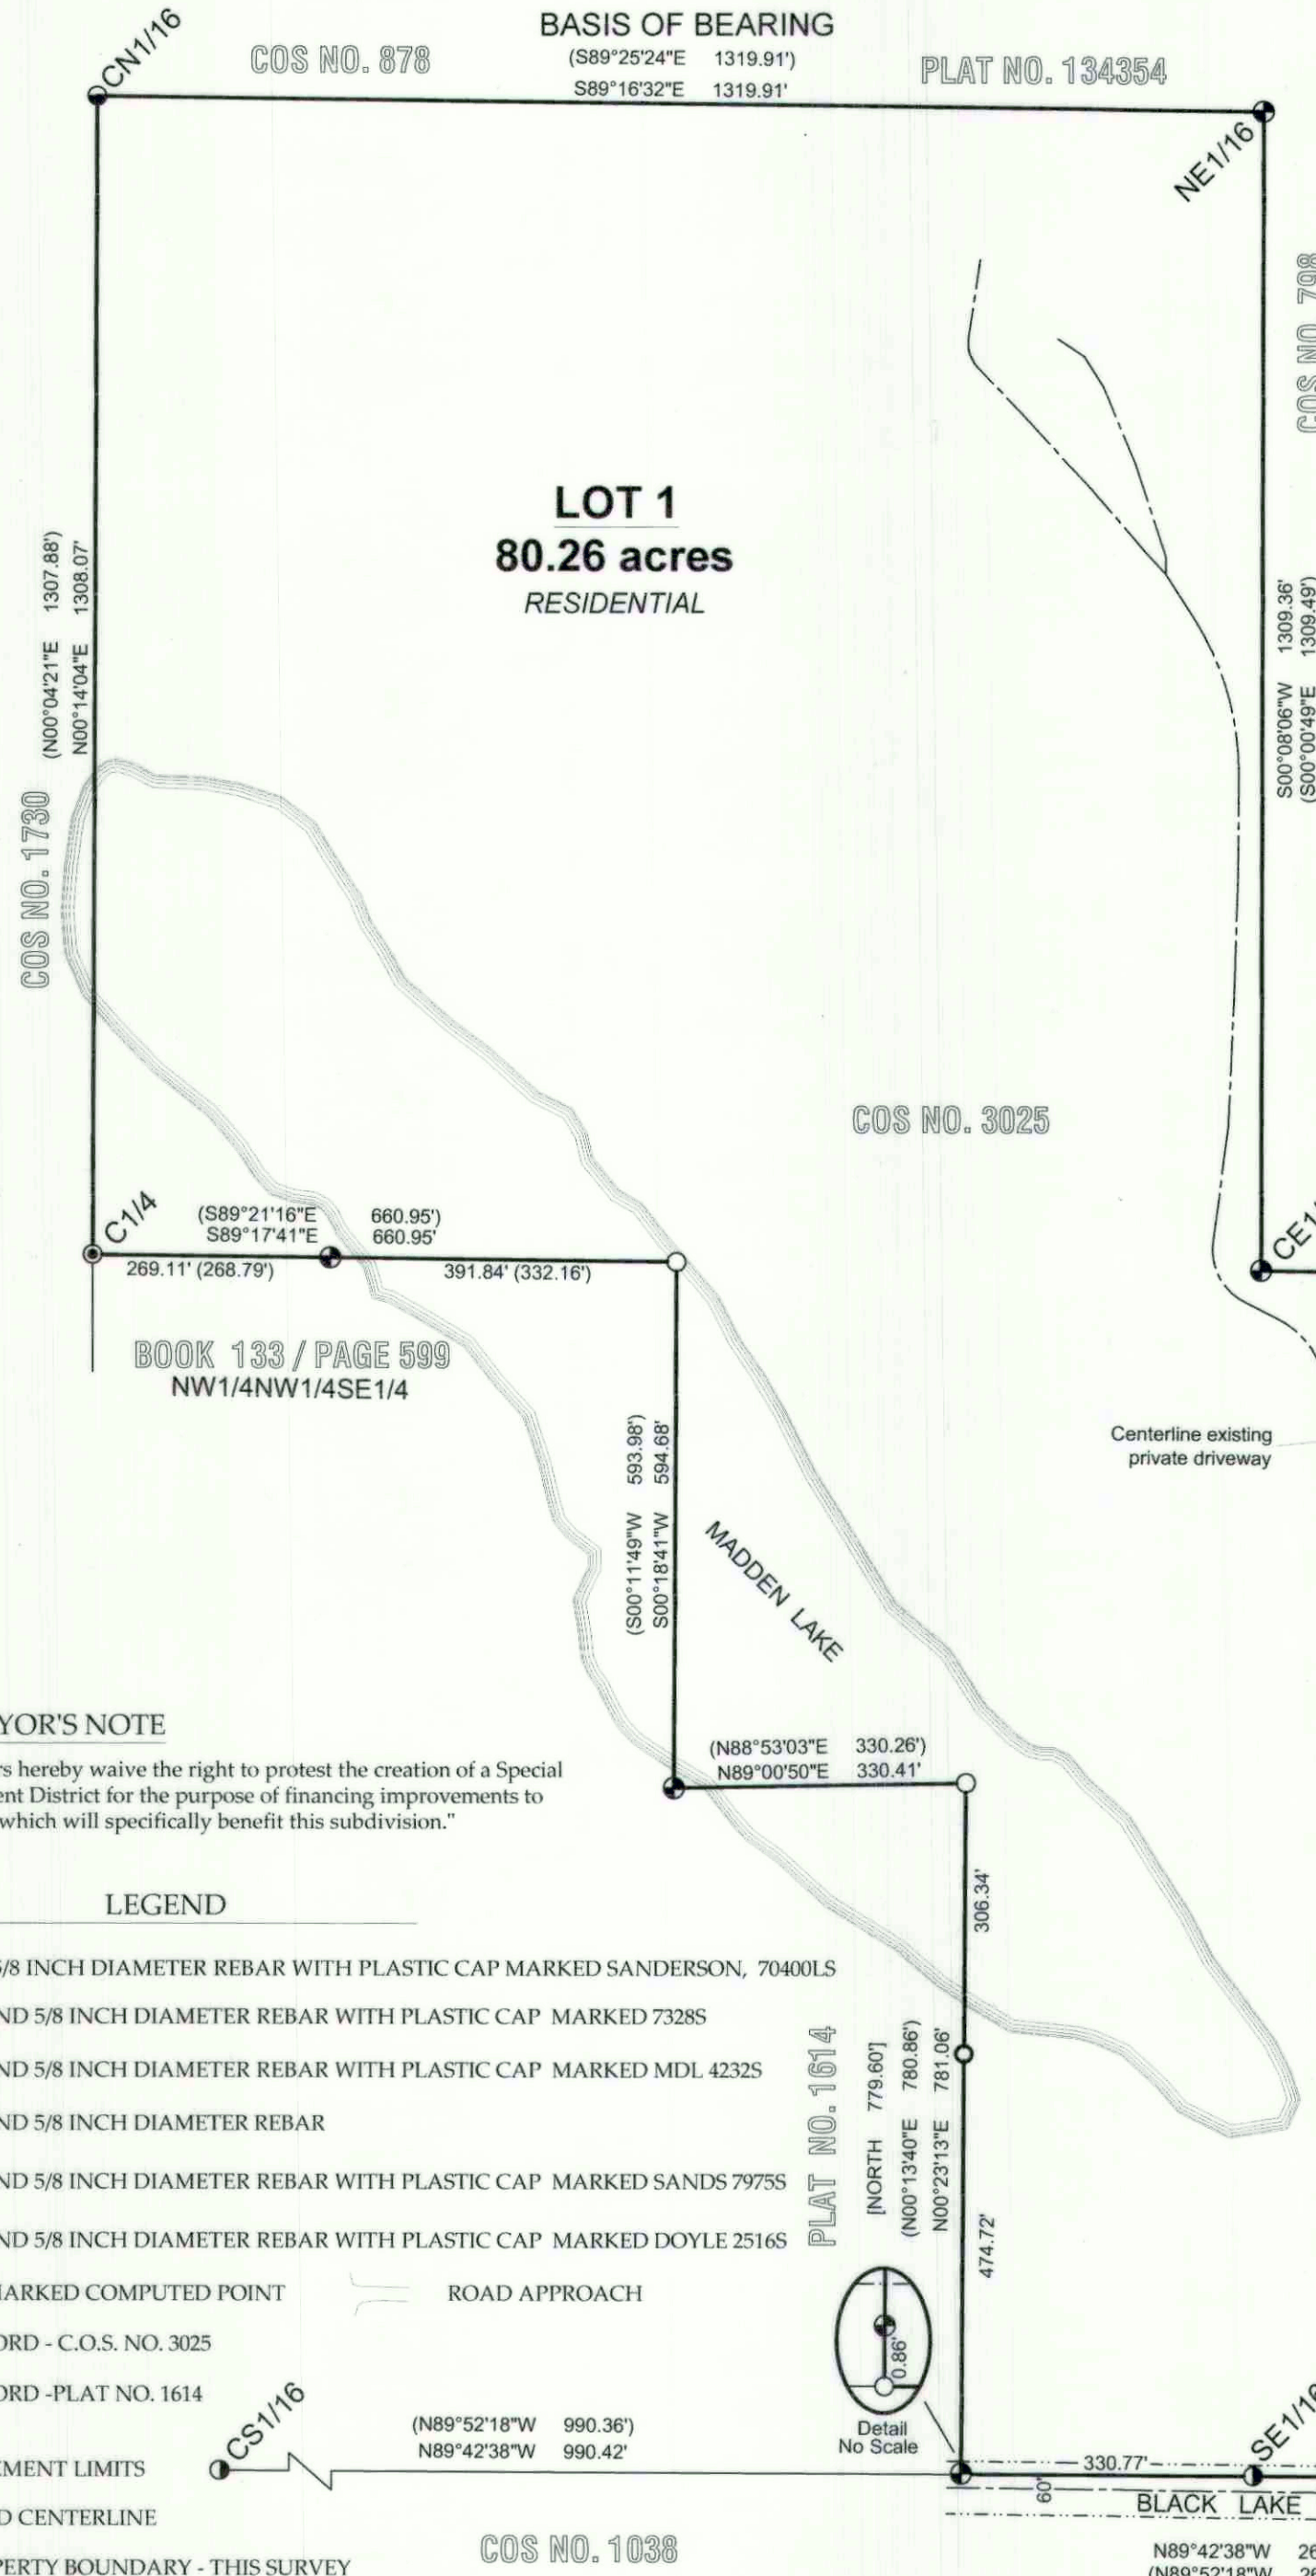 BASIS OF BEARING
(S89°25'24"E 1319.91')
S89°16'32"E 1319.91'
CN1/16
COS NO. 878
PLAT NO. 134354
NE1/16
COS NO. 798
LOT 1
80.26 acres
RESIDENTIAL
(N00°04'21"E 1307.88')
N00°14'04"E 1308.07'
S00°08'06"W 1309.36'
(S00°00'49"E 1309.49')
COS NO. 1730
COS NO. 3025
C1/4
(S89°21'16"E 660.95')
S89°17'41"E 660.95'
269.11' (268.79')
391.84' (332.16')
CE1/
BOOK 133 / PAGE 599
NW1/4NW1/4SE1/4
Centerline existing
private driveway
(S00°11'49"W 593.98')
S00°18'41"W 594.68'
MADDEN LAKE
(N88°53'03"E 330.26')
N89°00'50"E 330.41'
YOR'S NOTE
s hereby waive the right to protest the creation of a Special
ent District for the purpose of financing improvements to
which will specifically benefit this subdivision."
306.34'
LEGEND
5/8 INCH DIAMETER REBAR WITH PLASTIC CAP MARKED SANDERSON, 70400LS
ND 5/8 INCH DIAMETER REBAR WITH PLASTIC CAP MARKED 7328S
ND 5/8 INCH DIAMETER REBAR WITH PLASTIC CAP MARKED MDL 4232S
ND 5/8 INCH DIAMETER REBAR
ND 5/8 INCH DIAMETER REBAR WITH PLASTIC CAP MARKED SANDS 7975S
ND 5/8 INCH DIAMETER REBAR WITH PLASTIC CAP MARKED DOYLE 2516S
MARKED COMPUTED POINT
ROAD APPROACH
ORD - C.O.S. NO. 3025
ORD -PLAT NO. 1614
EMENT LIMITS
D CENTERLINE
PERTY BOUNDARY - THIS SURVEY
PLAT NO. 1614
[NORTH 779.60']
(N00°13'40"E 780.86')
N00°23'13"E 781.06'
474.72'
0.86'
Detail
No Scale
CS1/16
(N89°52'18"W 990.36')
N89°42'38"W 990.42'
SE1/16
330.77'
60'
BLACK LAKE
COS NO. 1038
N89°42'38"W 26
(N89°52'18"W 26